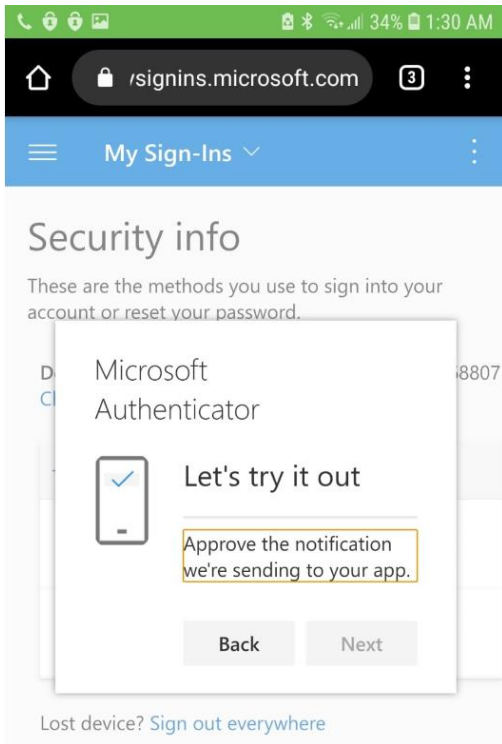 34% 1:30 AM
/signins.microsoft.com 3
My Sign-Ins
Security info
These are the methods you use to sign into your
account or reset your password.
8807
Microsoft
Authenticator
Let's try it out
Approve the notification
we're sending to your app.
Back Next
Lost device? Sign out everywhere